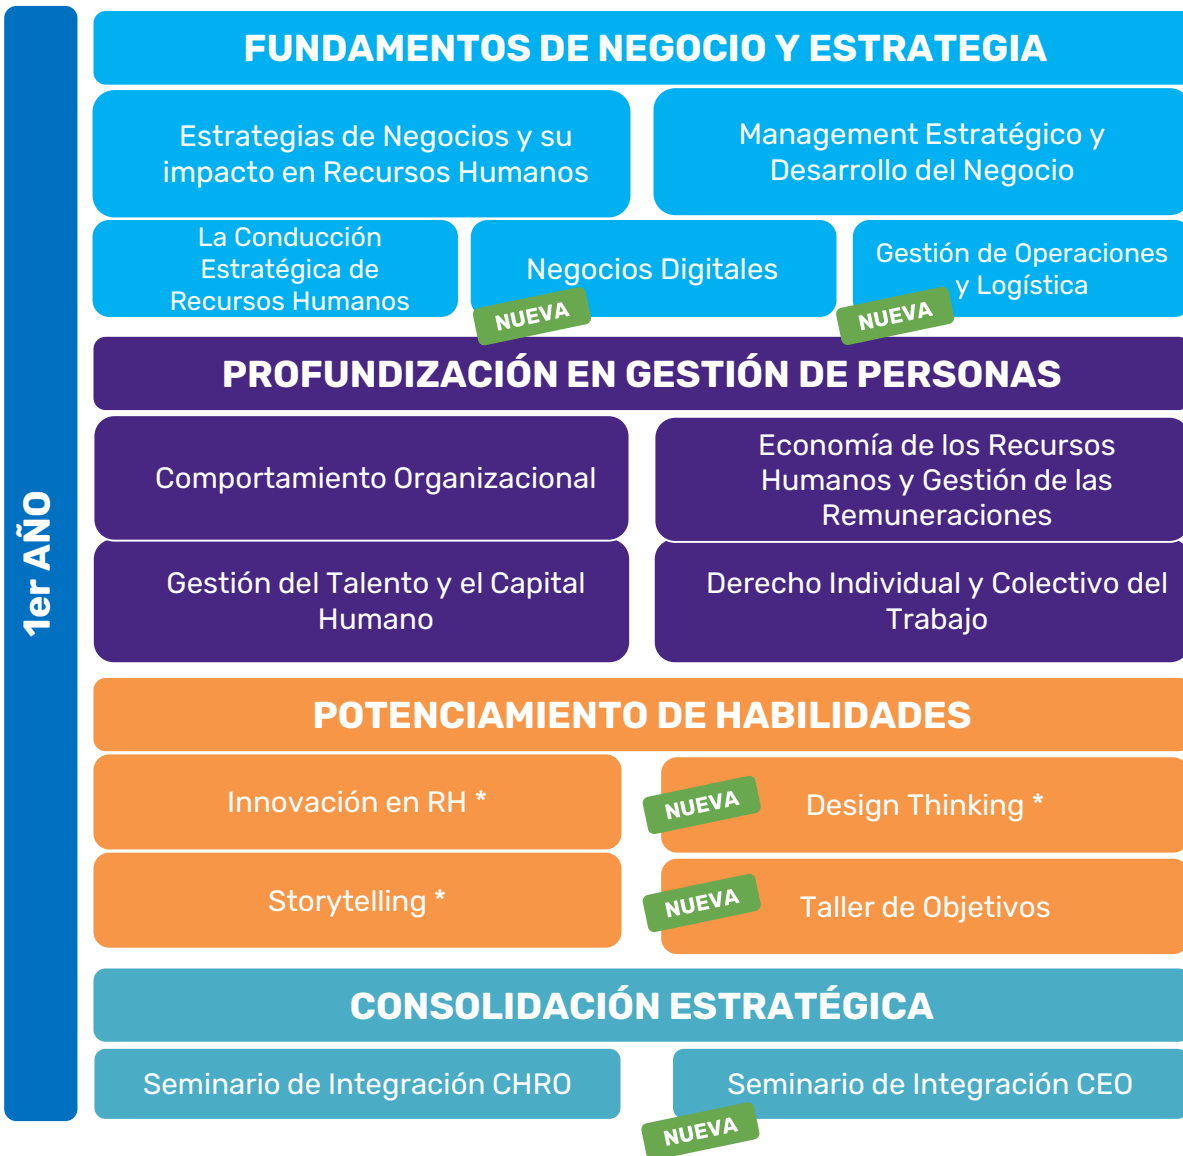 1er AÑO
FUNDAMENTOS DE NEGOCIO Y ESTRATEGIA
Estrategias de Negocios y su
impacto en Recursos Humanos
Management Estratégico y
Desarrollo del Negocio
La Conducción
Estratégica de
Recursos Humanos
Negocios Digitales
NUEVA
Gestión de Operaciones
y Logística
NUEVA
PROFUNDIZACIÓN EN GESTIÓN DE PERSONAS
Comportamiento Organizacional
Economía de los Recursos
Humanos y Gestión de las
Remuneraciones
Gestión del Talento y el Capital
Humano
Derecho Individual y Colectivo del
Trabajo
POTENCIAMIENTO DE HABILIDADES
Innovación en RH *
NUEVA
Design Thinking *
Storytelling *
NUEVA
Taller de Objetivos
CONSOLIDACIÓN ESTRATÉGICA
Seminario de Integración CHRO
Seminario de Integración CEO
NUEVA